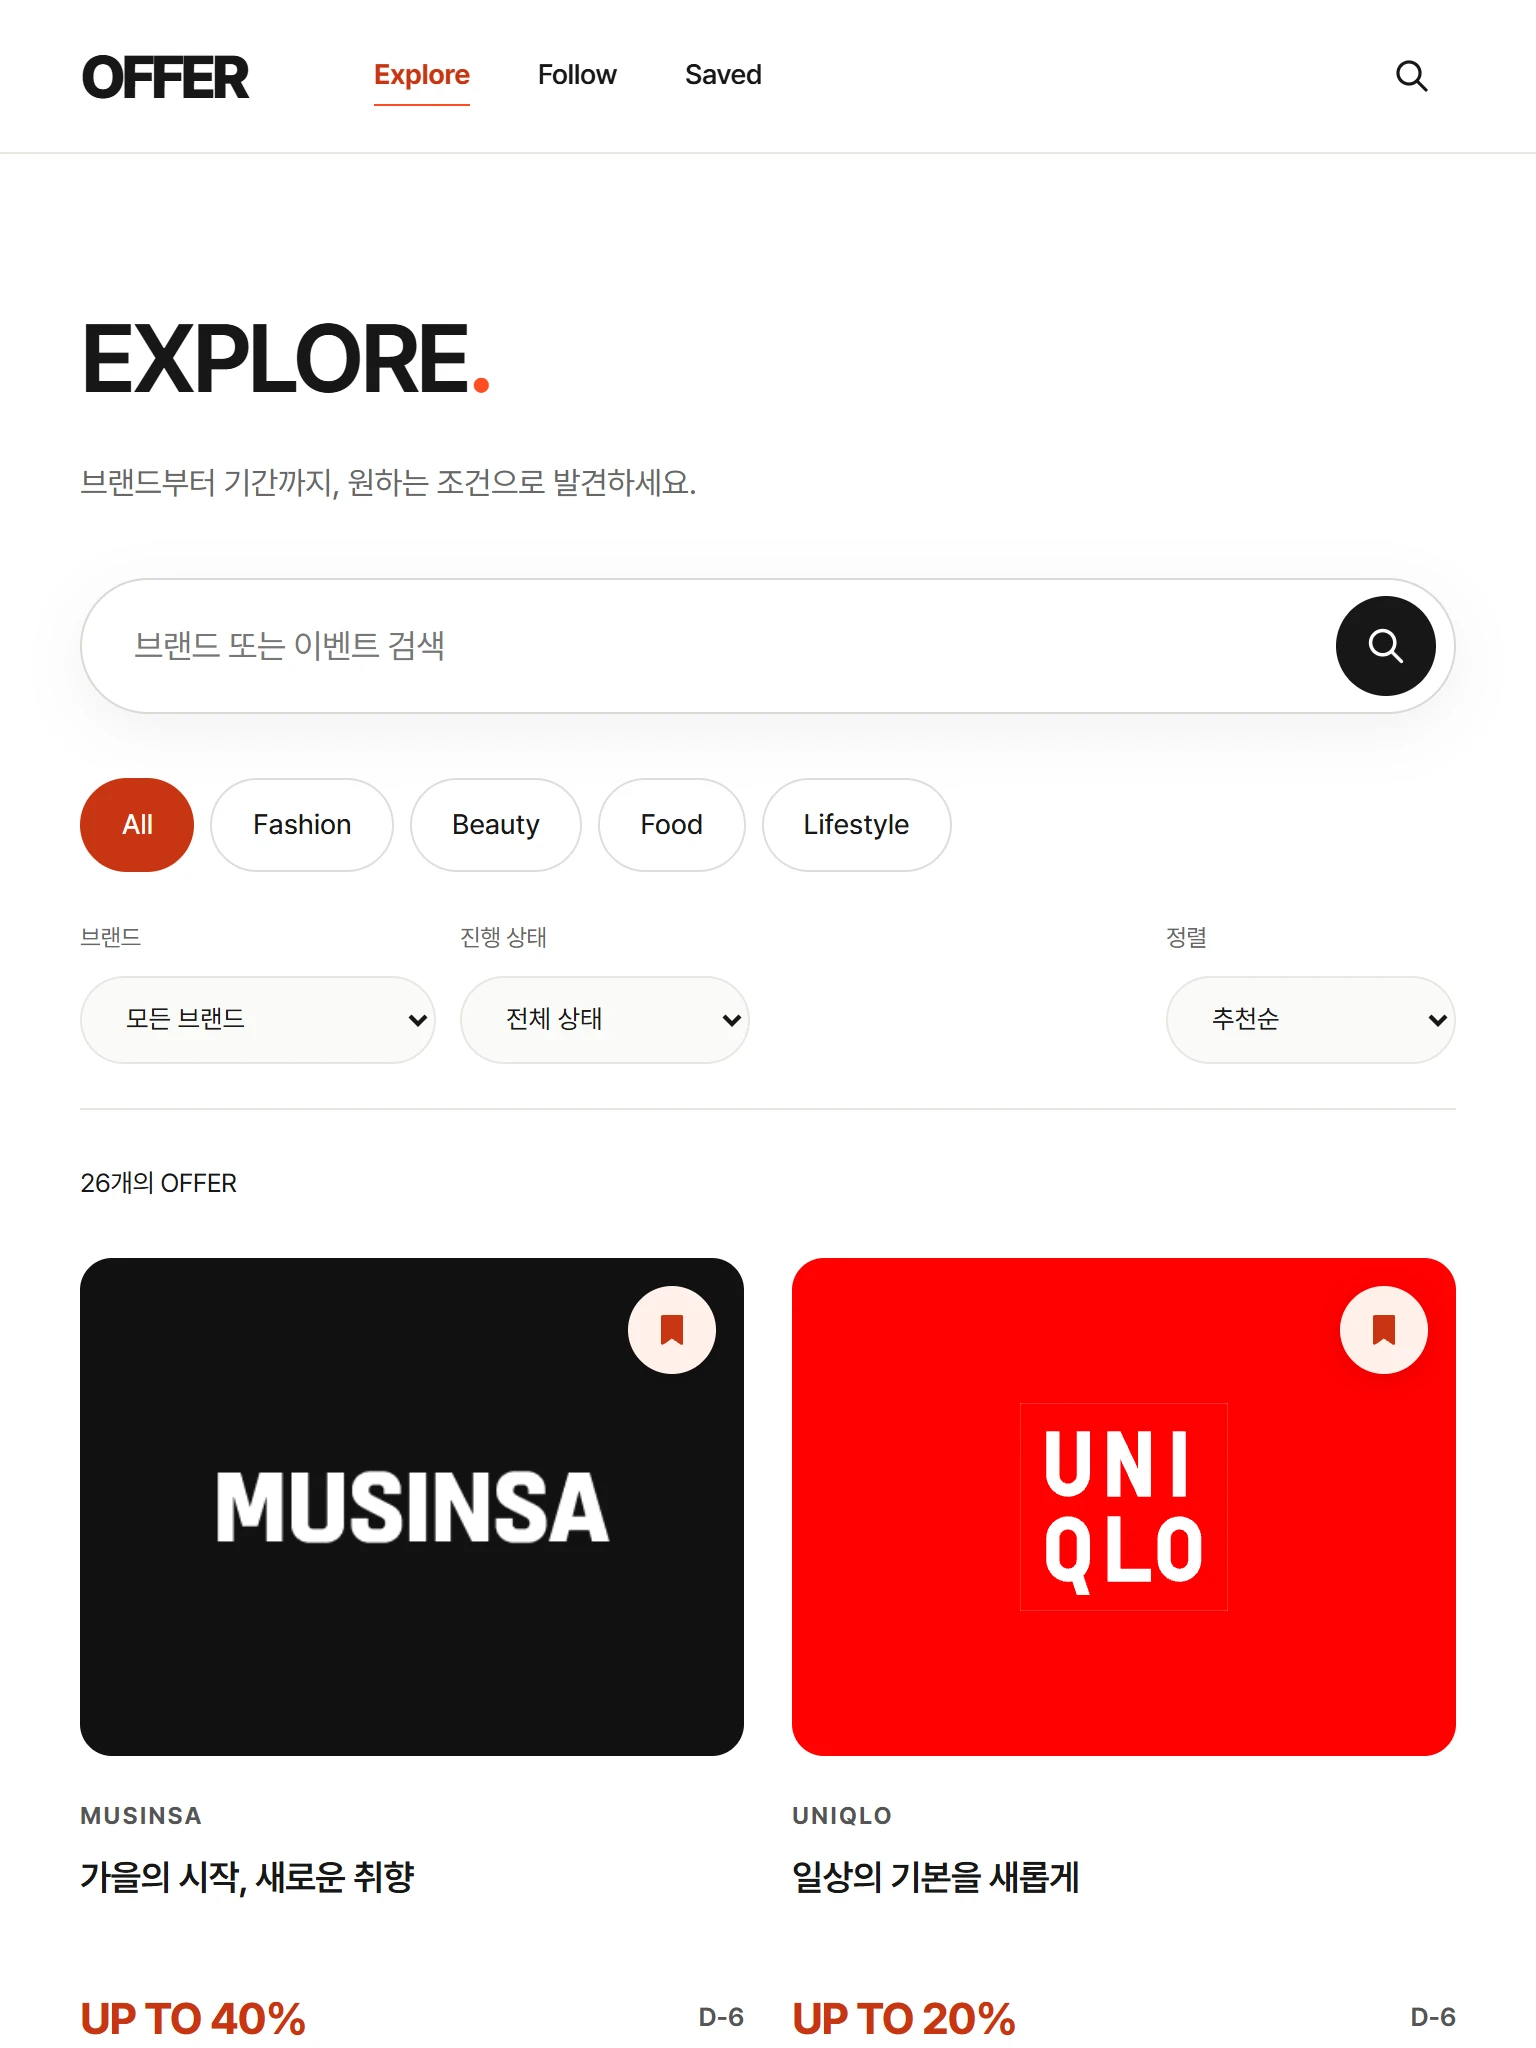 OFFER
Explore
Follow
Saved
EXPLORE.
브랜드부터 기간까지, 원하는 조건으로 발견하세요.
브랜드 또는 이벤트 검색
All
Fashion
Beauty
Food
Lifestyle
브랜드
진행 상태
정렬
모든 브랜드
전체 상태
추천순
26개의 OFFER
MUSINSA
UNI
QLO
MUSINSA
가을의 시작, 새로운 취향
UP TO 40%
D-6
UNIQLO
일상의 기본을 새롭게
UP TO 20%
D-6